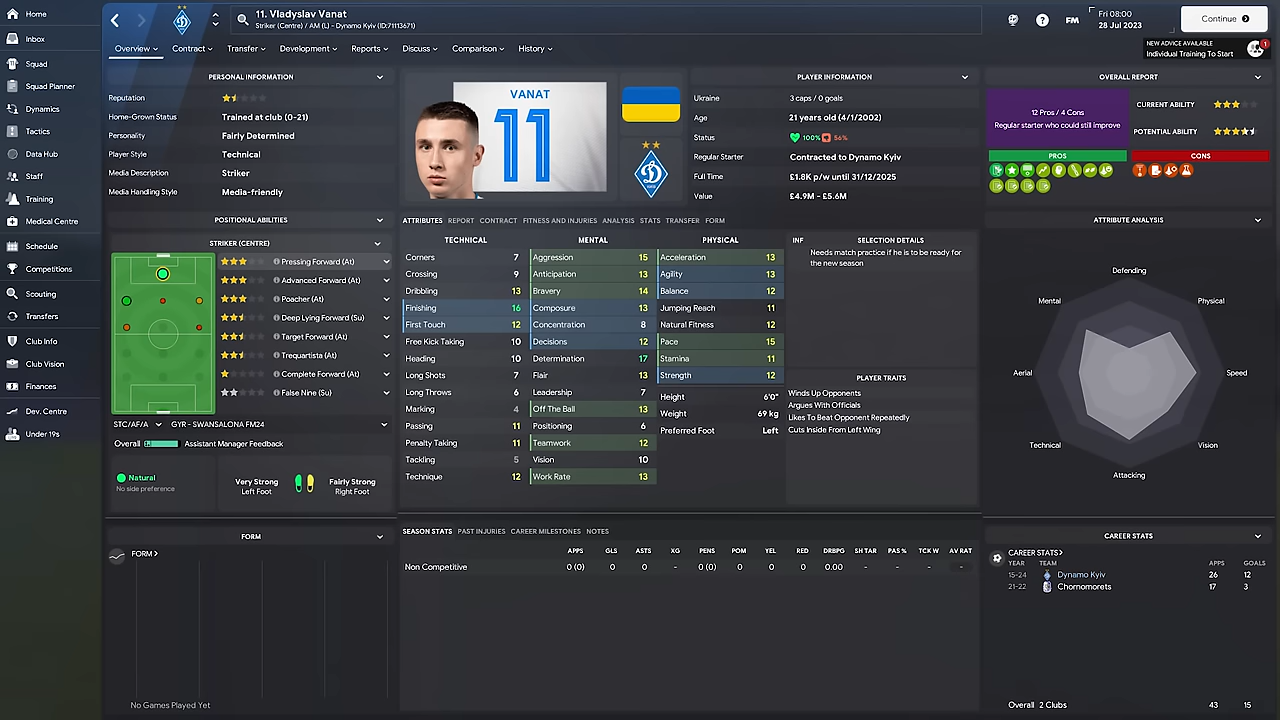 Home
Inbox
Squad
Squad Planner
Dynamics
Tactics
Data Hub
Staff
Training
Medical Centre
Schedule
Competitions
Scouting
Transfers
Club Info
Club Vision
Finances
Dev. Centre
Under 19s
11. Vladyslav Vanat
Striker (Centre) / AM (L) - Dynamo Kyiv (ID:71113671)
FM
Fri 08:00
28 Jul 2023
Continue
Overview Contract Transfer Development Reports Discuss Comparison History
NEW ADVICE AVAILABLE
Individual Training To Start
1
PERSONAL INFORMATION
Reputation
Home-Grown Status Trained at club (0-21)
Personality Fairly Determined
Player Style Technical
Media Description Striker
Media Handling Style Media-friendly
POSITIONAL ABILITIES
STRIKER (CENTRE)
Pressing Forward (At)
Advanced Forward (At)
Poacher (At)
Deep Lying Forward (Su)
Target Forward (At)
Trequartista (At)
Complete Forward (At)
False Nine (Su)
STC/AF/A GYR - SWANSALONA FM24
Overall Assistant Manager Feedback
Natural
No side preference
Very Strong
Left Foot
Fairly Strong
Right Foot
FORM
FORM >
No Games Played Yet
VANAT
11
PLAYER INFORMATION
Ukraine 3 caps / 0 goals
Age 21 years old (4/1/2002)
Status 100% 56%
Regular Starter Contracted to Dynamo Kyiv
Full Time £1.8K p/w until 31/12/2025
Value £4.9M - £5.6M
ATTRIBUTES REPORT CONTRACT FITNESS AND INJURIES ANALYSIS STATS TRANSFER FORM
TECHNICAL
Corners 7
Crossing 9
Dribbling 13
Finishing 16
First Touch 12
Free Kick Taking 10
Heading 10
Long Shots 7
Long Throws 6
Marking 4
Passing 11
Penalty Taking 11
Tackling 5
Technique 12
MENTAL
Aggression 15
Anticipation 13
Bravery 14
Composure 13
Concentration 8
Decisions 12
Determination 17
Flair 13
Leadership 7
Off The Ball 13
Positioning 6
Teamwork 12
Vision 10
Work Rate 13
PHYSICAL
Acceleration 13
Agility 13
Balance 12
Jumping Reach 11
Natural Fitness 12
Pace 15
Stamina 11
Strength 12
Height 6'0"
Weight 69 kg
Preferred Foot Left
INF SELECTION DETAILS
Needs match practice if he is to be ready for
the new season
PLAYER TRAITS
Winds Up Opponents
Argues With Officials
Likes To Beat Opponent Repeatedly
Cuts Inside From Left Wing
SEASON STATS PAST INJURIES CAREER MILESTONES NOTES
APPS GLS ASTS XG PENS POM YEL RED DRBPG SH TAR PAS % TCK W AV RAT
Non Competitive 0 (0) 0 0 - 0 (0) 0 0 0 0.00 - - - -
OVERALL REPORT
12 Pros / 4 Cons
Regular starter who could still improve
CURRENT ABILITY
POTENTIAL ABILITY
PROS
CONS
ATTRIBUTE ANALYSIS
Defending
Physical
Speed
Vision
Attacking
Technical
Aerial
Mental
CAREER STATS
CAREER STATS>
YEAR TEAM APPS GOALS
15-24 Dynamo Kyiv 26 12
21-22 Chornomorets 17 3
Overall 2 Clubs 43 15